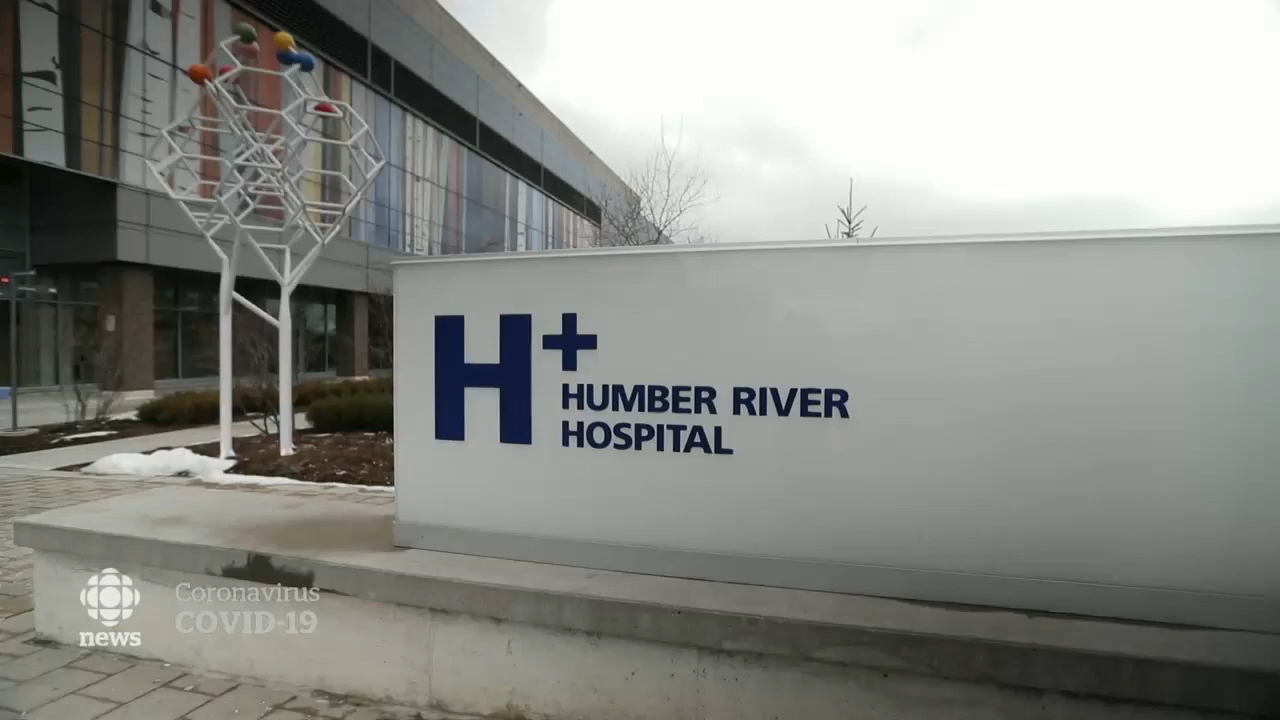 H+
HUMBER RIVER
HOSPITAL
Coronavirus
COVID-19
news